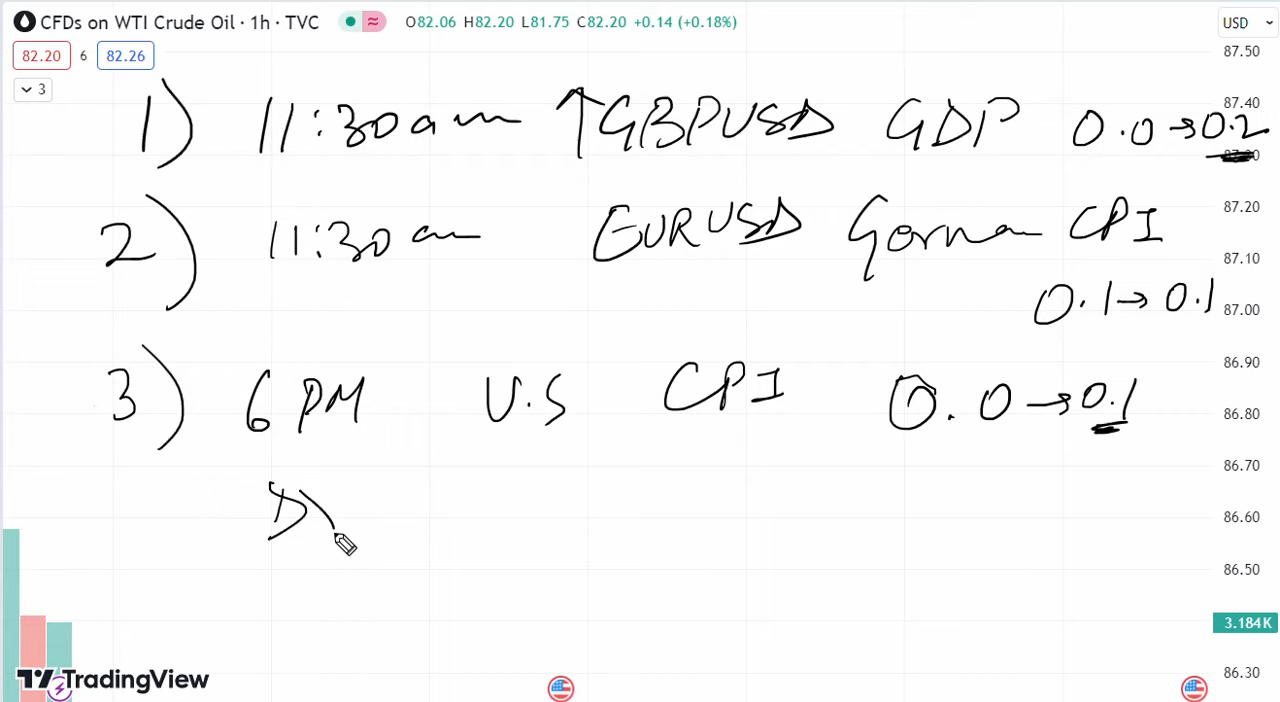 CFDs on WTI Crude Oil · 1h · TVC ≈ O82.06 H82.20 L81.75 C82.20 +0.14 (+0.18%) USD
82.20 6 82.26
87.50
3
87.40
1) 11:30am ↑GBPUSD GDP 0.0→0.2
87.20
2) 11:30am EURUSD German CPI
87.10
0.1→0.1
87.00
86.90
3) 6 PM U.S CPI 0.0→0.1
86.80
86.70
86.60
86.50
3.184K
TradingView
86.30